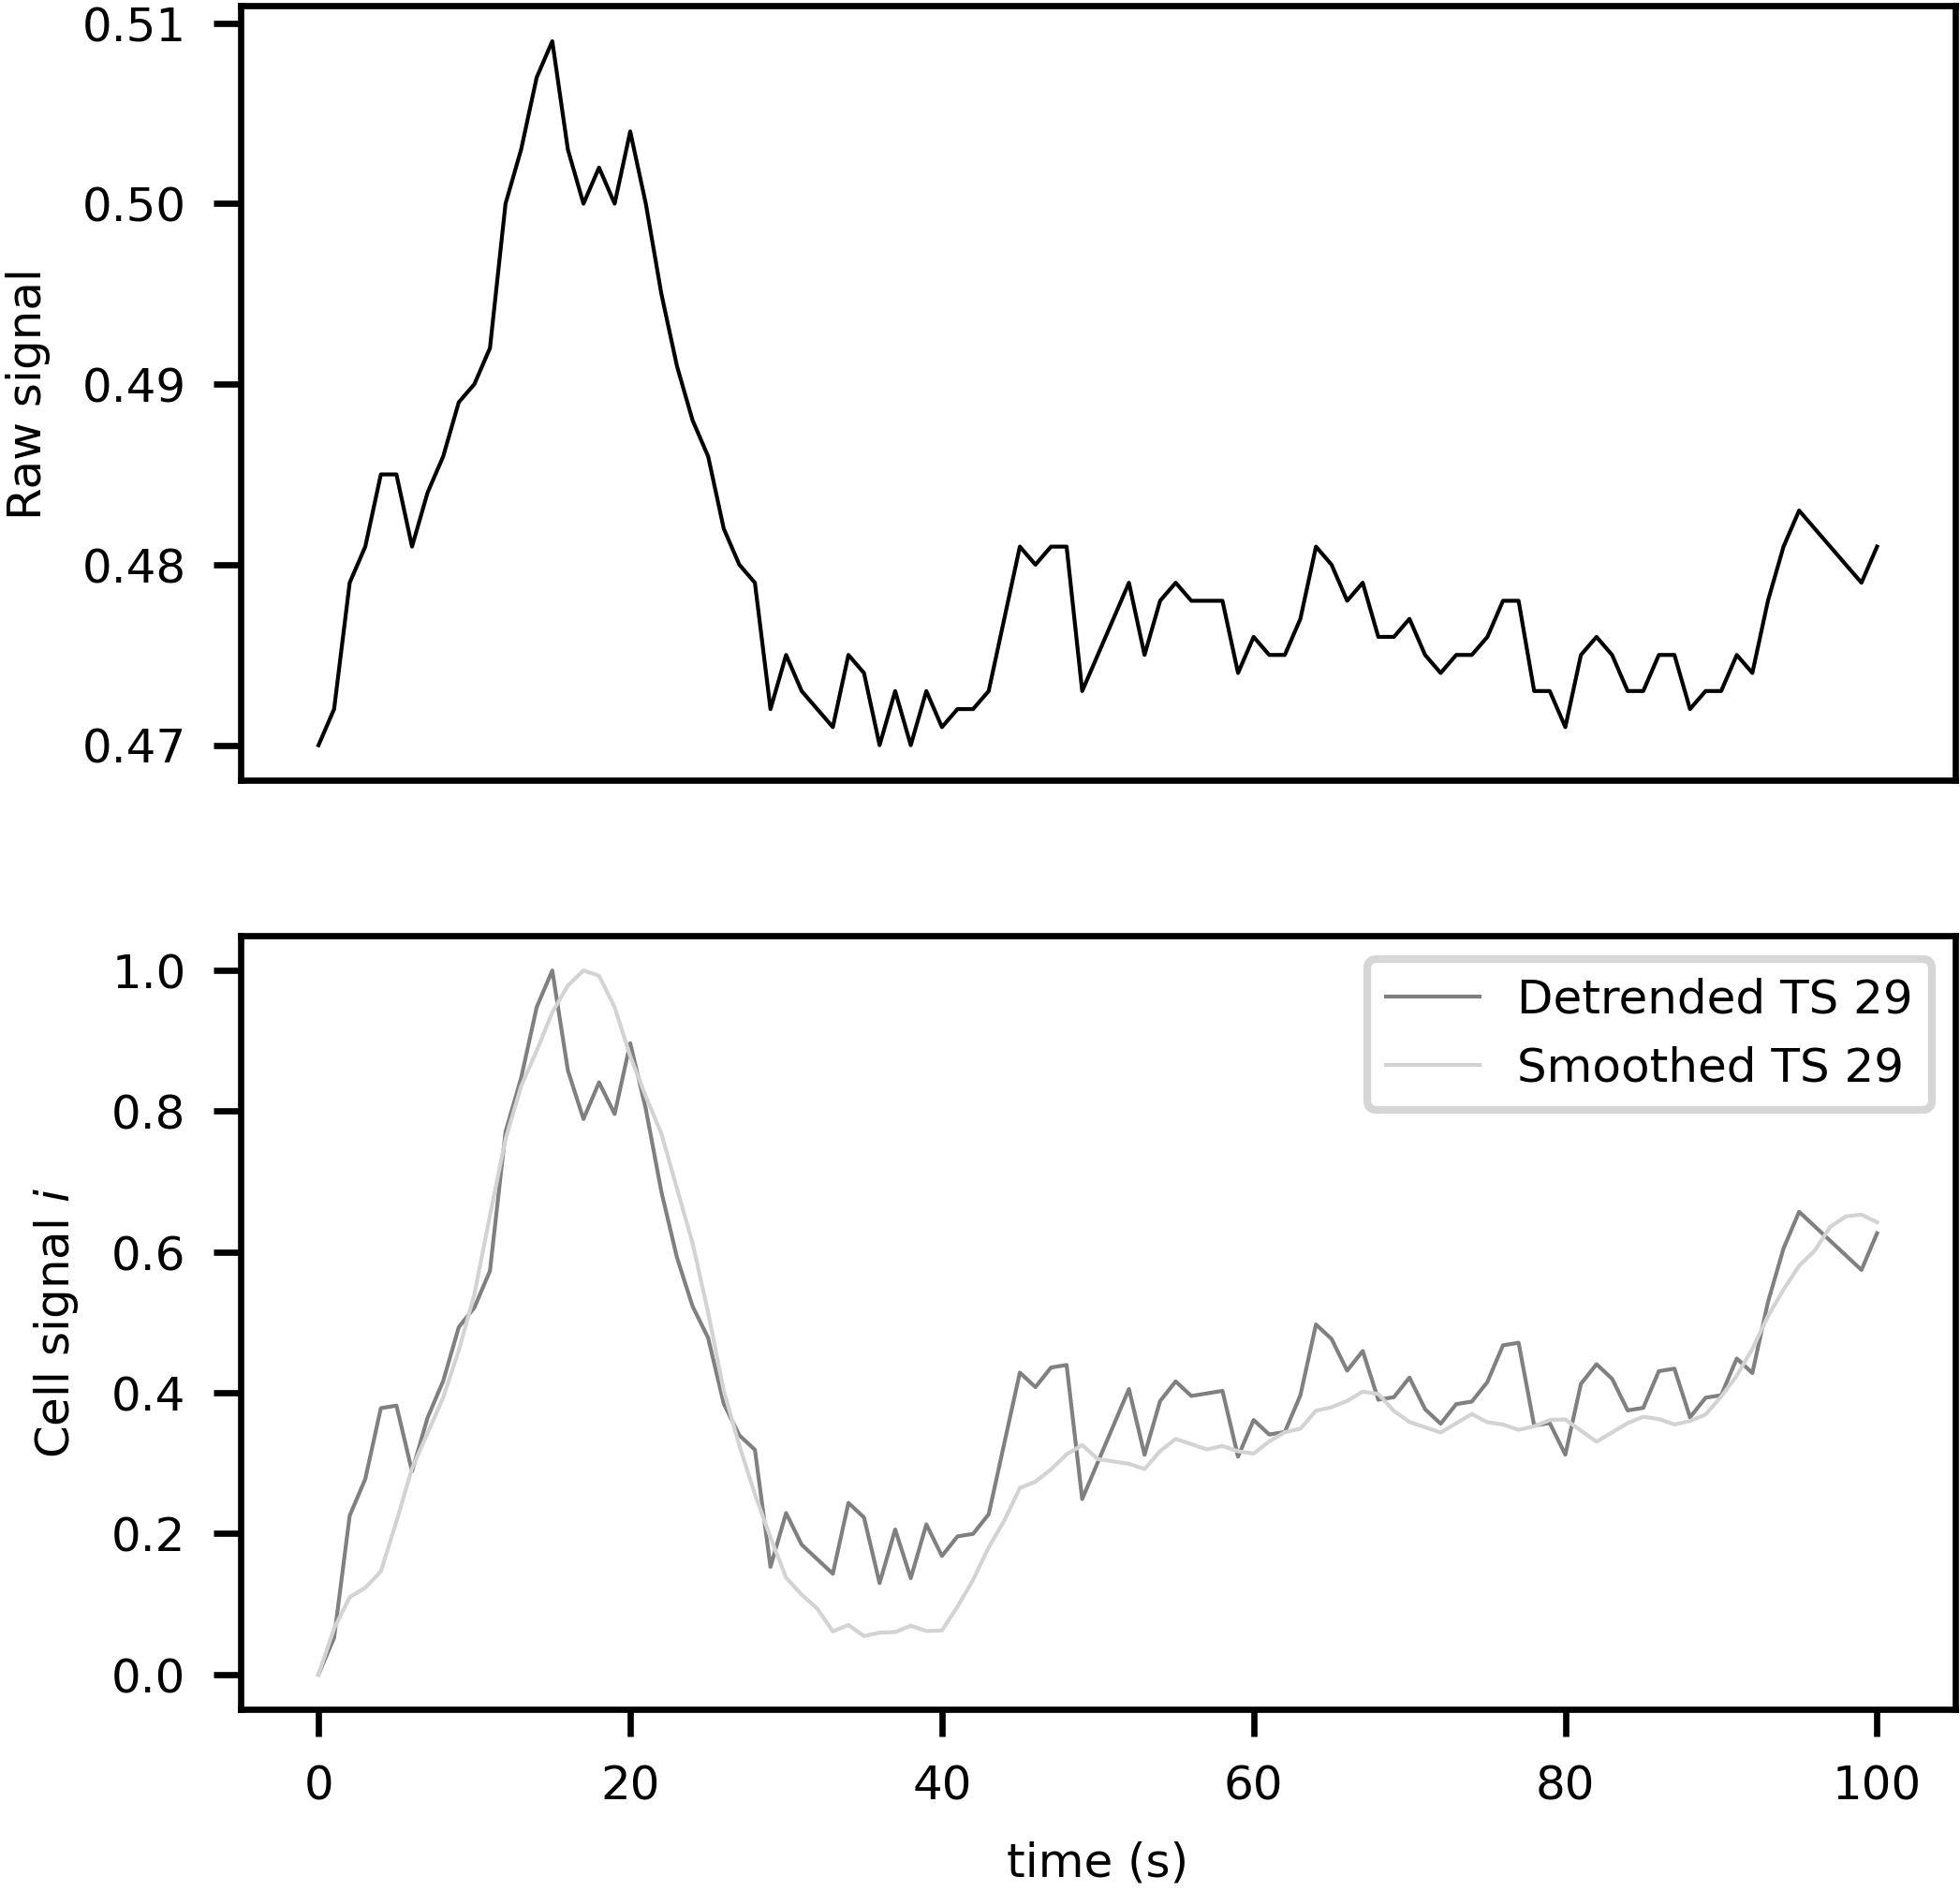 0.51
0.50
0.49
0.48
0.47
Raw signal
1.0
0.8
0.6
0.4
0.2
0.0
Cell signal i
Detrended TS 29
Smoothed TS 29
0 20 40 60 80 100
time (s)